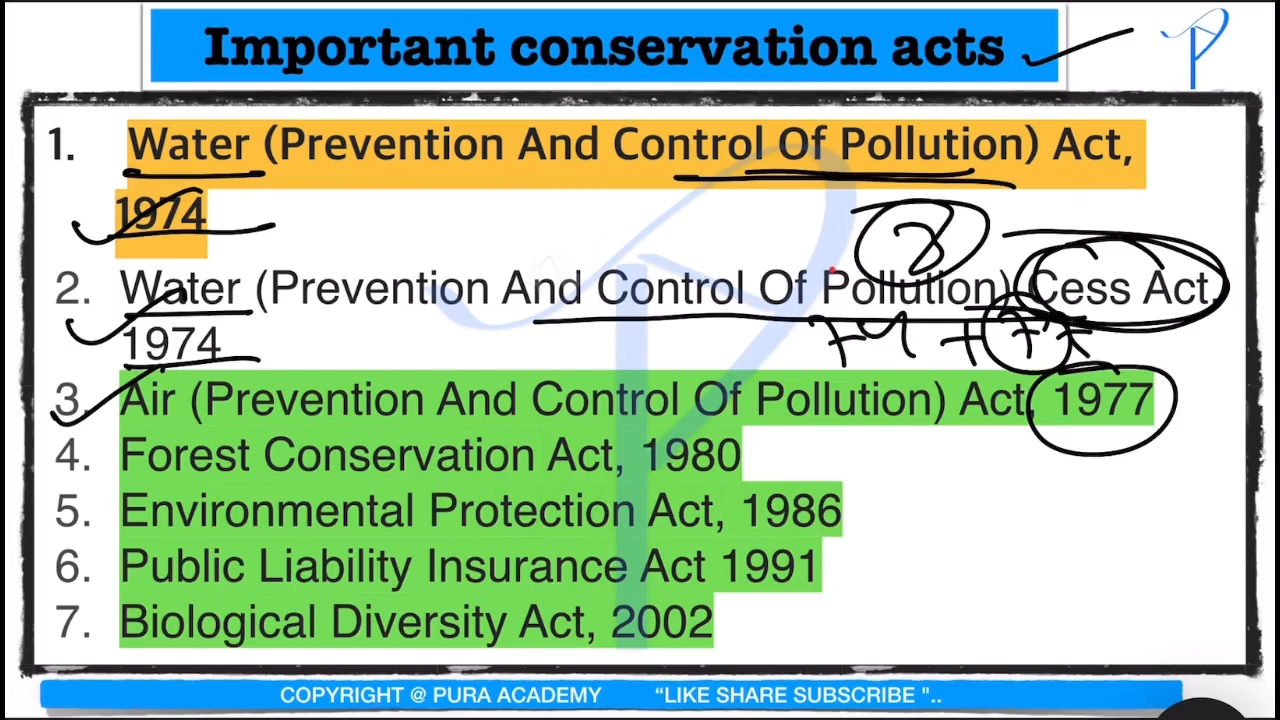 Important conservation acts
1. Water (Prevention And Control Of Pollution) Act,
1974
2. Water (Prevention And Control Of Pollution) Cess Act,
1974
74 77
3. Air (Prevention And Control Of Pollution) Act, 1977
4. Forest Conservation Act, 1980
5. Environmental Protection Act, 1986
6. Public Liability Insurance Act 1991
7. Biological Diversity Act, 2002
COPYRIGHT @ PURA ACADEMY “LIKE SHARE SUBSCRIBE "..